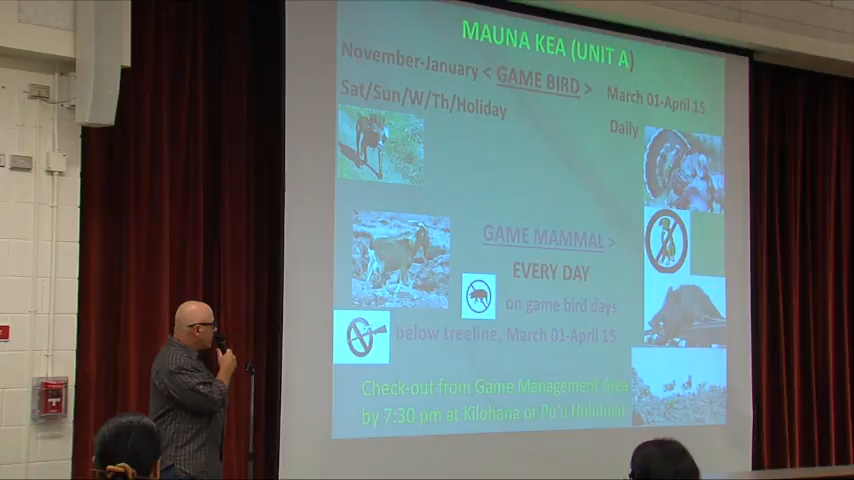 MAUNA KEA (UNIT A)
November-January < GAME BIRD > March 01-April 15
Sat/Sun/W/Th/Holiday
Daily
GAME MAMMAL >
EVERY DAY
on game bird days
below treeline, March 01-April 15
Check-out from Game Management Area
by 7:30 pm at Kilohana or Pu'u Huluhulu